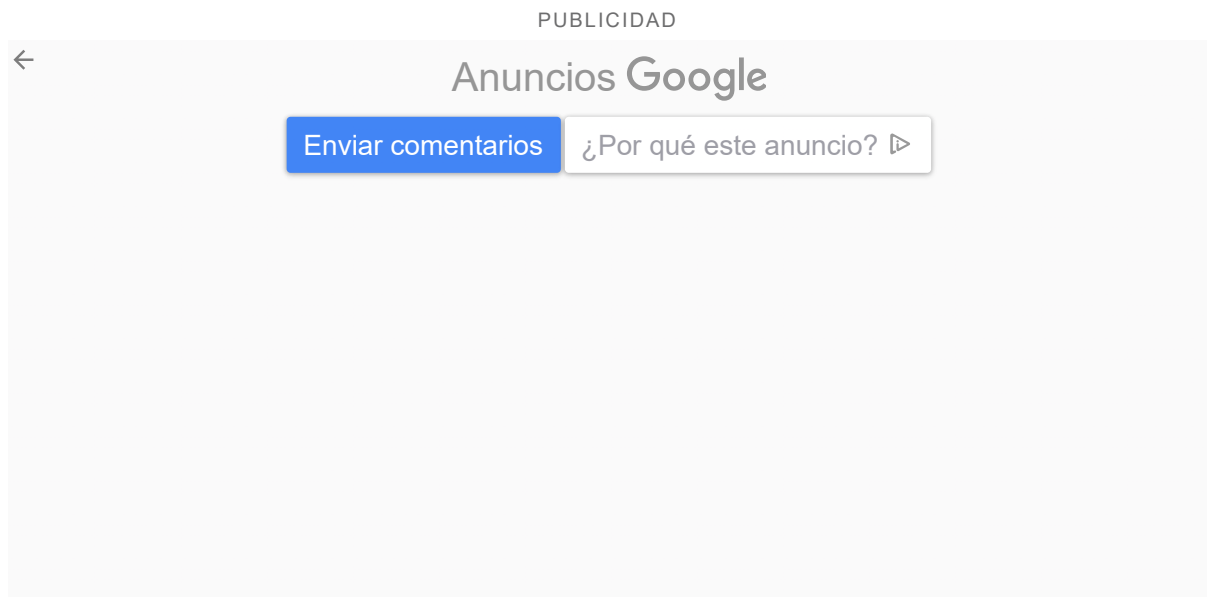 PUBLICIDAD
Anuncios Google
Enviar comentarios ¿Por qué este anuncio?